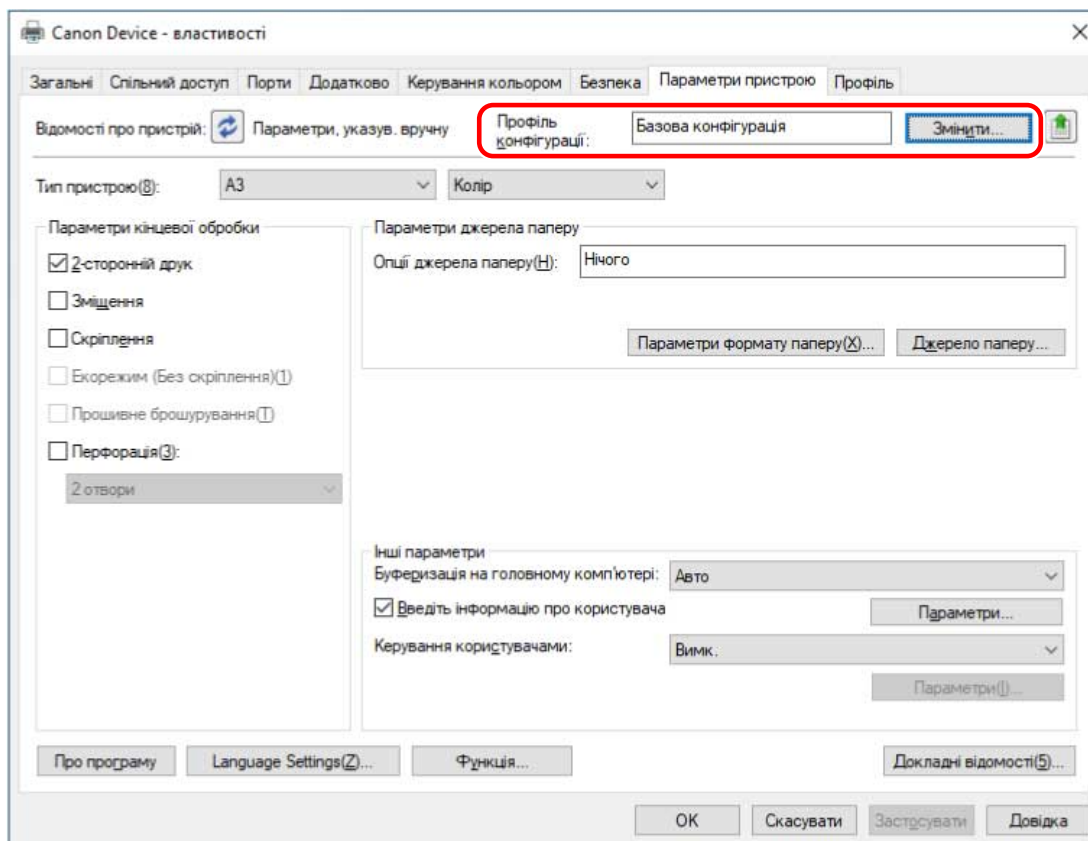 Canon Device - властивості
Загальні Спільний доступ Порти Додатково Керування кольором Безпека Параметри пристрою Профіль
Відомості про пристрій: Параметри, указув. вручну Профіль конфігурації: Базова конфігурація Змінити...
Тип пристрою(8): A3 Колір
Параметри кінцевої обробки
2-сторонній друк
Зміщення
Скріплення
Екорежим (Без скріплення)(1)
Прошивне брошурування(T)
Перфорація(3):
2 отвори
Параметри джерела паперу
Опції джерела паперу(H): Нічого
Параметри формату паперу(X)... Джерело паперу...
Інші параметри
Буферизація на головному комп'ютері: Авто
Введіть інформацію про користувача Параметри...
Керування користувачами: Вимк.
Параметри(I)...
Про програму Language Settings(Z)... Функція... Докладні відомості(5)...
OK Скасувати Застосувати Довідка